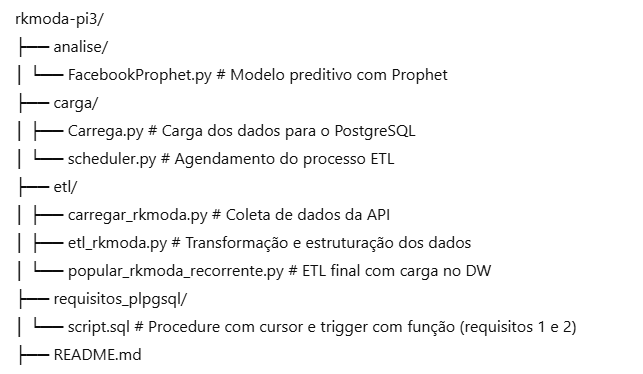 rkmoda-pi3/
├── analise/
│ └── FacebookProphet.py # Modelo preditivo com Prophet
├── carga/
│ ├── Carrega.py # Carga dos dados para o PostgreSQL
│ └── scheduler.py # Agendamento do processo ETL
├── etl/
│ ├── carregar_rkmoda.py # Coleta de dados da API
│ ├── etl_rkmoda.py # Transformação e estruturação dos dados
│ └── popular_rkmoda_recorrente.py # ETL final com carga no DW
├── requisitos_plpgsql/
│ └── script.sql # Procedure com cursor e trigger com função (requisitos 1 e 2)
├── README.md